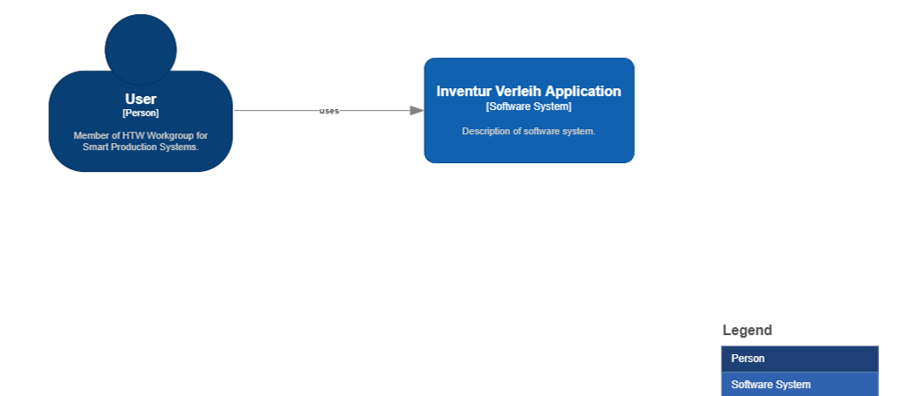 User
[Person]
Member of HTW Workgroup for
Smart Production Systems.
uses
Inventur Verleih Application
[Software System]
Description of software system.
Legend
Person
Software System